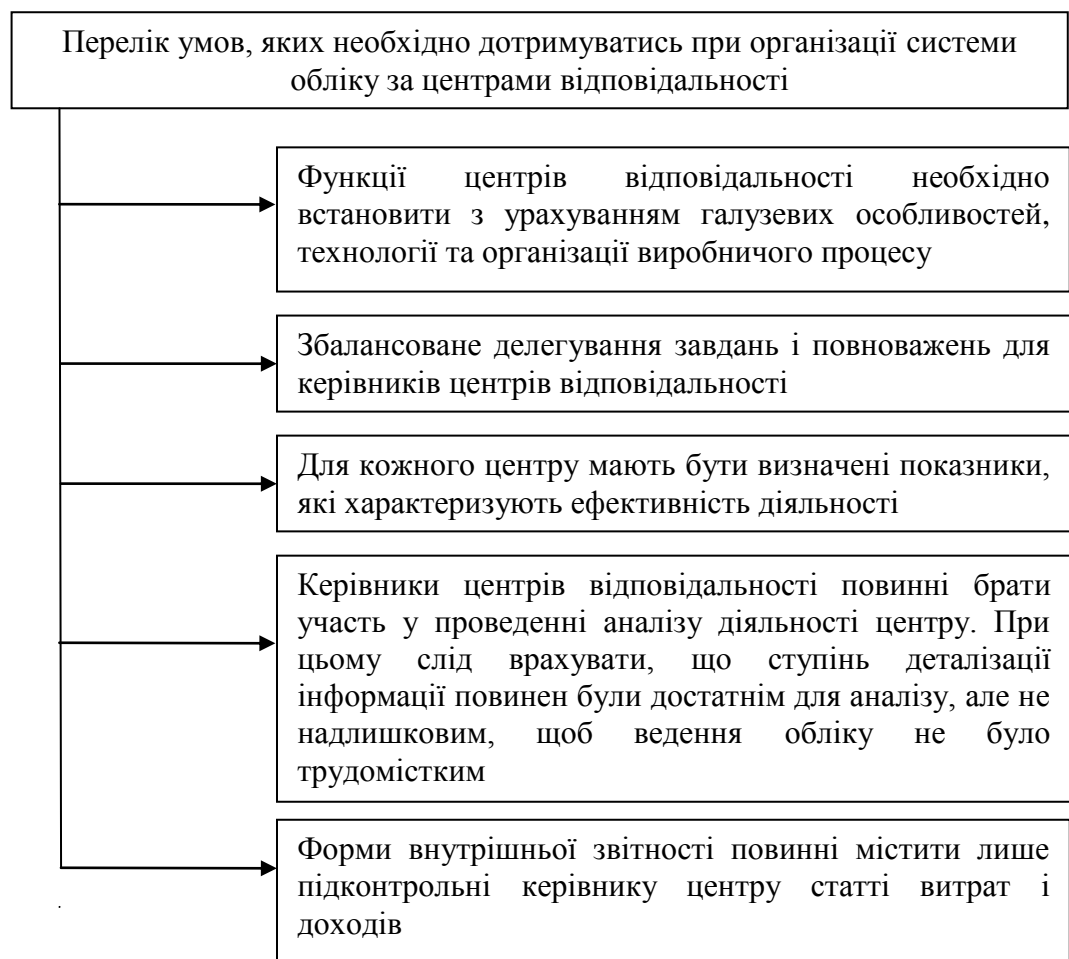 Перелік умов, яких необхідно дотримуватись при організації системи
обліку за центрами відповідальності
Функції центрів відповідальності необхідно
встановити з урахуванням галузевих особливостей,
технології та організації виробничого процесу
Збалансоване делегування завдань і повноважень для
керівників центрів відповідальності
Для кожного центру мають бути визначені показники,
які характеризують ефективність діяльності
Керівники центрів відповідальності повинні брати
участь у проведенні аналізу діяльності центру. При
цьому слід врахувати, що ступінь деталізації
інформації повинен були достатнім для аналізу, але не
надлишковим, щоб ведення обліку не було
трудомістким
Форми внутрішньої звітності повинні містити лише
підконтрольні керівнику центру статті витрат і
доходів